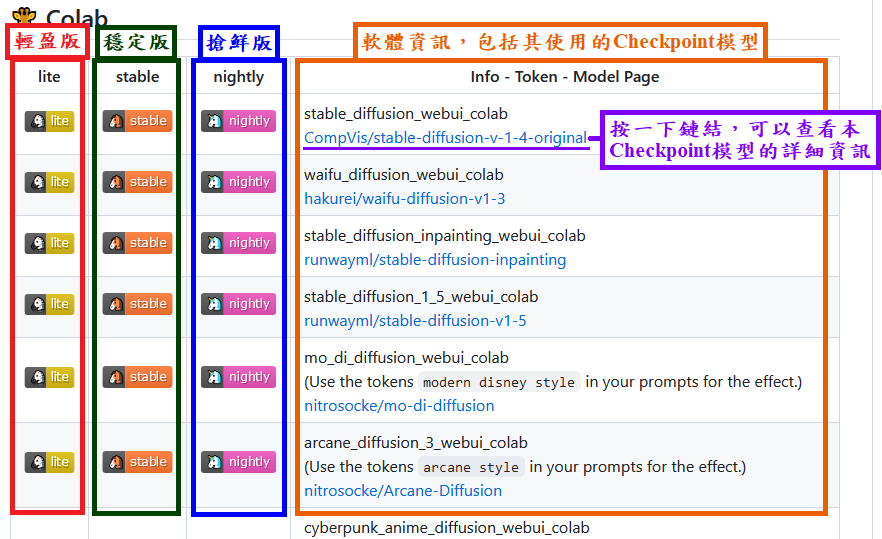 Colab
輕盈版 穩定版 搶鮮版 軟體資訊，包括其使用的Checkpoint模型
lite stable nightly Info - Token - Model Page
lite stable nightly stable_diffusion_webui_colab
CompVis/stable-diffusion-v-1-4-original
按一下鏈結，可以查看本
Checkpoint模型的詳細資訊
lite stable nightly waifu_diffusion_webui_colab
hakurei/waifu-diffusion-v1-3
lite stable nightly stable_diffusion_inpainting_webui_colab
runwayml/stable-diffusion-inpainting
lite stable nightly stable_diffusion_1_5_webui_colab
runwayml/stable-diffusion-v1-5
mo_di_diffusion_webui_colab
lite stable nightly (Use the tokens modern disney style in your prompts for the effect.)
nitrosocke/mo-di-diffusion
arcane_diffusion_3_webui_colab
lite stable nightly (Use the tokens arcane style in your prompts for the effect.)
nitrosocke/Arcane-Diffusion
cyberpunk_anime_diffusion_webui_colab